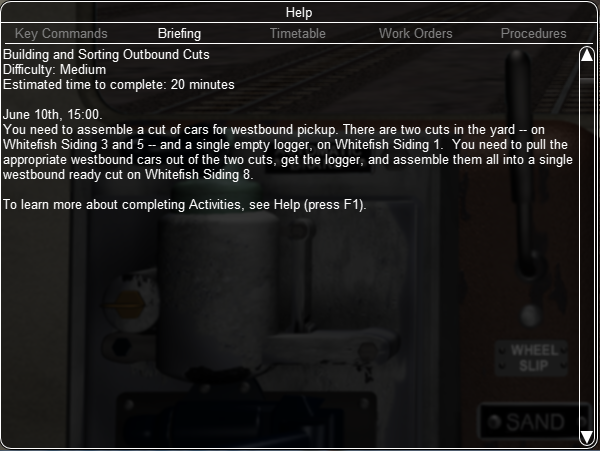 Help
Key Commands Briefing Timetable Work Orders Procedures
Building and Sorting Outbound Cuts
Difficulty: Medium
Estimated time to complete: 20 minutes
June 10th, 15:00.
You need to assemble a cut of cars for westbound pickup. There are two cuts in the yard -- on
Whitefish Siding 3 and 5 -- and a single empty logger, on Whitefish Siding 1.  You need to pull the
appropriate westbound cars out of the two cuts, get the logger, and assemble them all into a single
westbound ready cut on Whitefish Siding 8.
To learn more about completing Activities, see Help (press F1).
WHEEL
SLIP
SAND